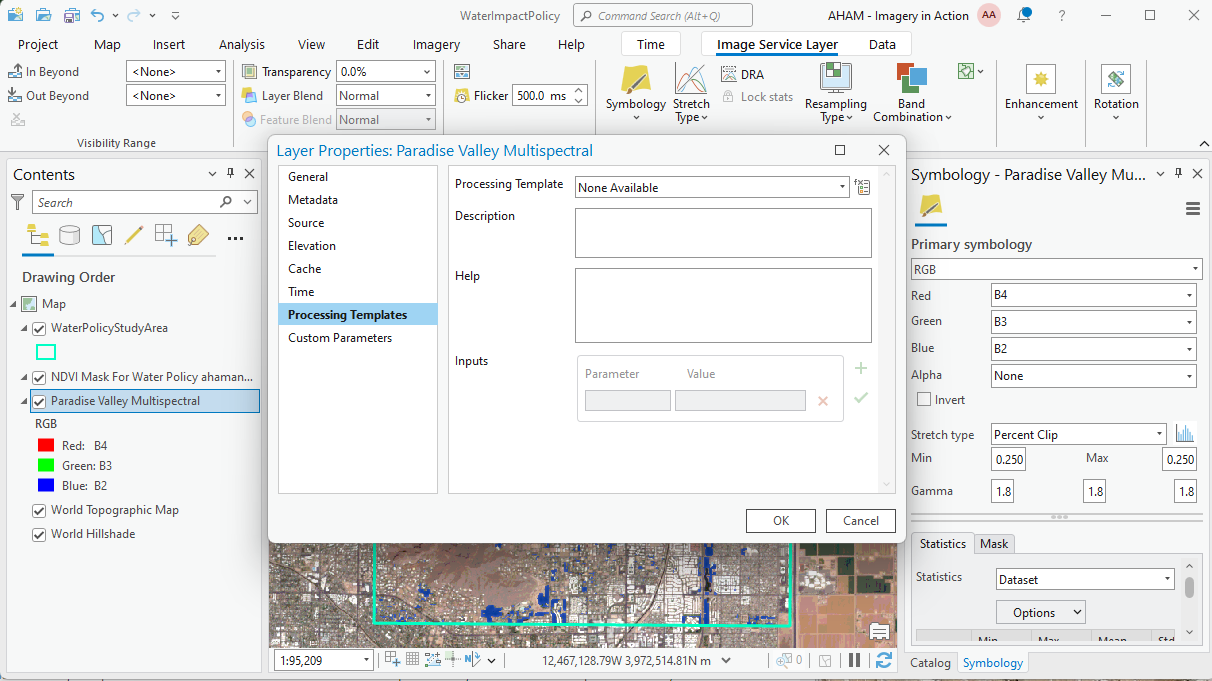 WaterImpactPolicy
Command Search (Alt+Q)
AHAM - Imagery in Action
AA
?
Project
Map
Insert
Analysis
View
Edit
Imagery
Share
Help
Time
Image Service Layer
Data
In Beyond
<None>
Out Beyond
<None>
Visibility Range
Transparency
0.0%
Layer Blend
Normal
Feature Blend
Normal
Flicker
500.0 ms
Symbology
Stretch
Type
DRA
Lock stats
Resampling
Type
Band
Combination
Enhancement
Rotation
Contents
Search
Drawing Order
Map
WaterPolicyStudyArea
NDVI Mask For Water Policy ahaman...
Paradise Valley Multispectral
RGB
Red: B4
Green: B3
Blue: B2
World Topographic Map
World Hillshade
Layer Properties: Paradise Valley Multispectral
General
Metadata
Source
Elevation
Cache
Time
Processing Templates
Custom Parameters
Processing Template
None Available
Description
Help
Inputs
Parameter
Value
OK
Cancel
1:95,209
12,467,128.79W 3,972,514.81N m
0
Symbology - Paradise Valley Mu...
Primary symbology
RGB
Red
B4
Green
B3
Blue
B2
Alpha
None
Invert
Stretch type
Percent Clip
Min
0.250
Max
0.250
Gamma
1.8
1.8
1.8
Statistics
Mask
Statistics
Dataset
Options
Min
Max
Mean
Std
Catalog
Symbology